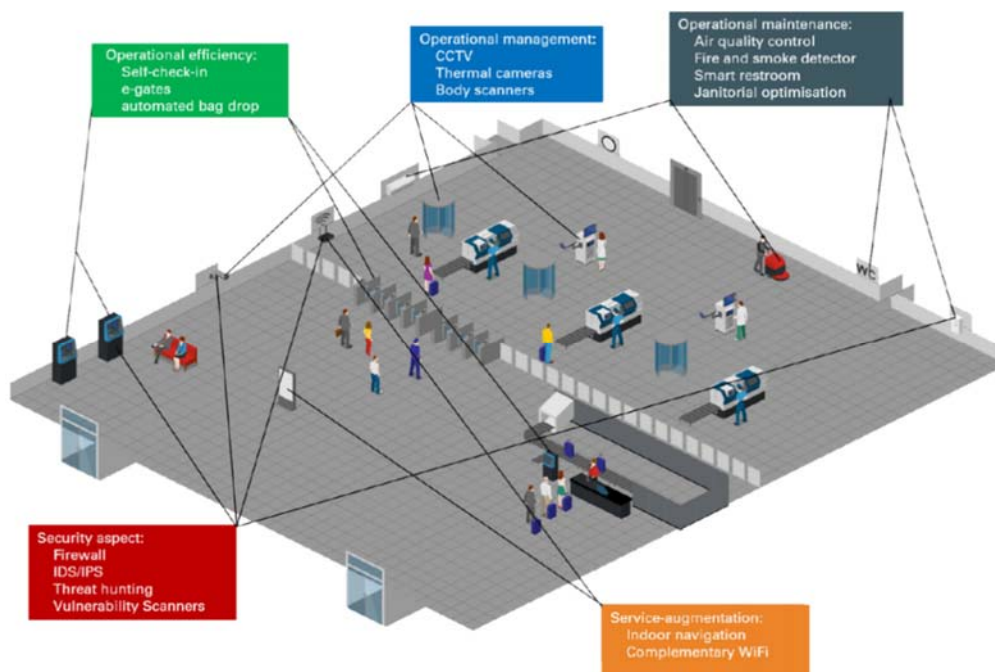 Operational efficiency:
Self-check-in
e-gates
automated bag drop
Operational management:
CCTV
Thermal cameras
Body scanners
Operational maintenance:
Air quality control
Fire and smoke detector
Smart restroom
Janitorial optimisation
WC
Security aspect:
Firewall
IDS/IPS
Threat hunting
Vulnerability Scanners
Service-augmentation:
Indoor navigation
Complementary WiFi